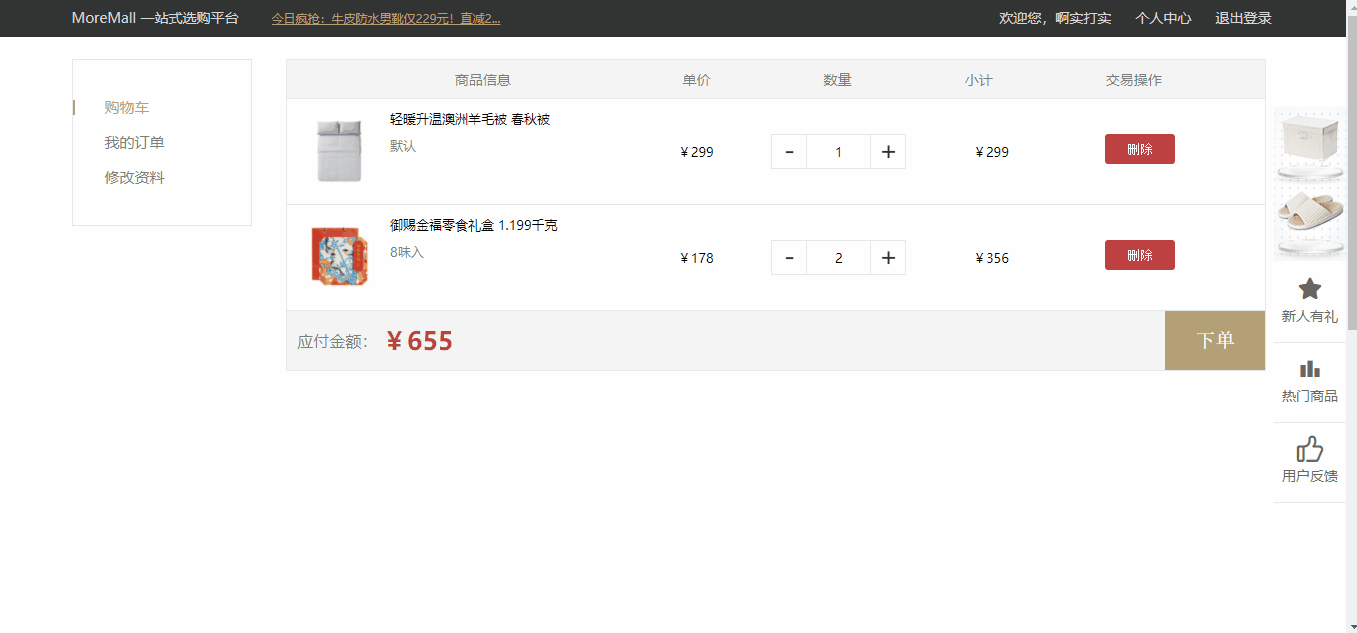 MoreMall 一站式选购平台
今日疯抢：牛皮防水男靴仅229元！直减2...
欢迎您，啊实打实
个人中心
退出登录
购物车
我的订单
修改资料
商品信息 单价 数量 小计 交易操作
轻暖升温澳洲羊毛被 春秋被
默认
¥ 299
- 1 +
¥ 299
删除
御赐金福零食礼盒 1.199千克
8味入
¥ 178
- 2 +
¥ 356
删除
应付金额： ¥ 655
下单
新人有礼
热门商品
用户反馈